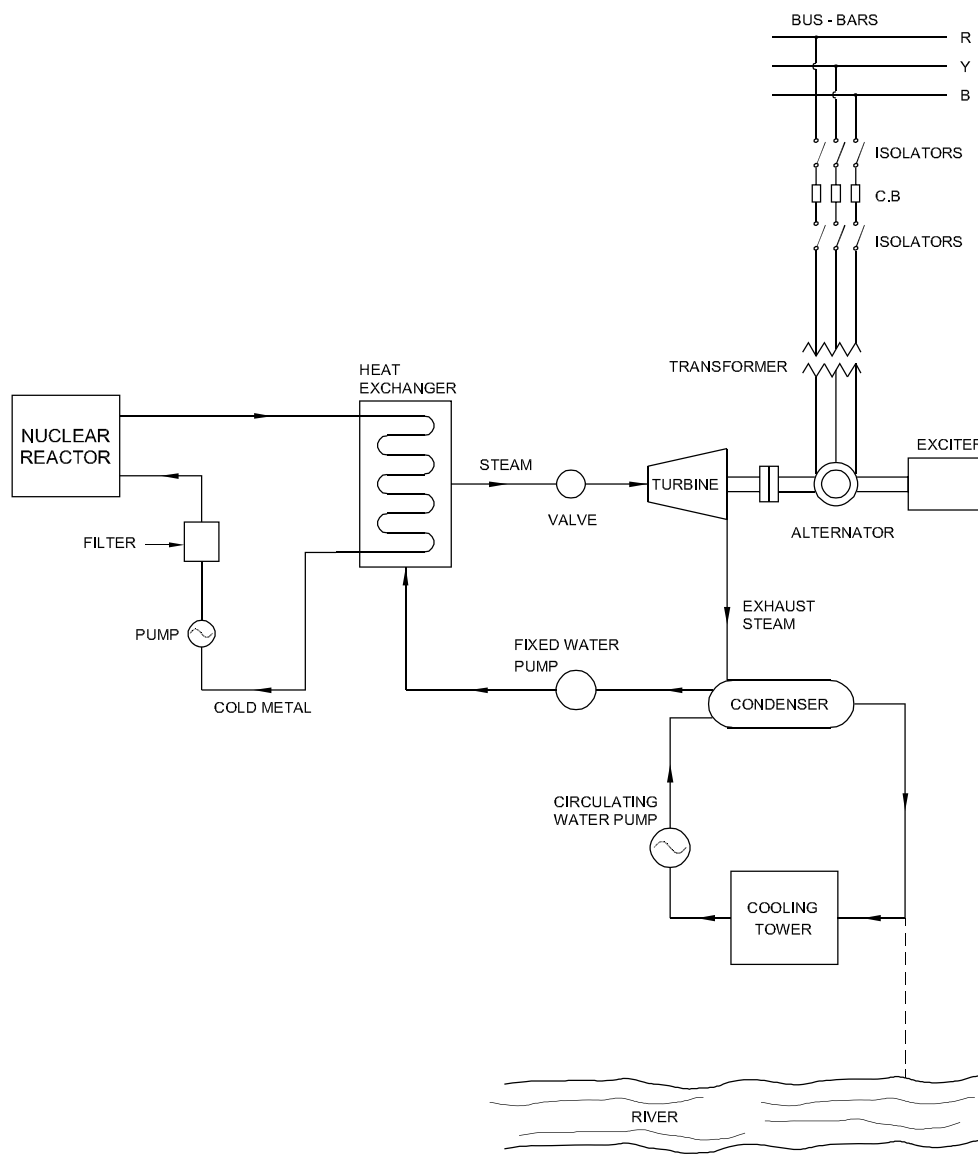 BUS - BARS
R
Y
B
ISOLATORS
C.B
ISOLATORS
TRANSFORMER
HEAT
EXCHANGER
NUCLEAR
REACTOR
STEAM
VALVE
TURBINE
EXCITER
ALTERNATOR
FILTER
PUMP
COLD METAL
EXHAUST
STEAM
FIXED WATER
PUMP
CONDENSER
CIRCULATING
WATER PUMP
COOLING
TOWER
RIVER